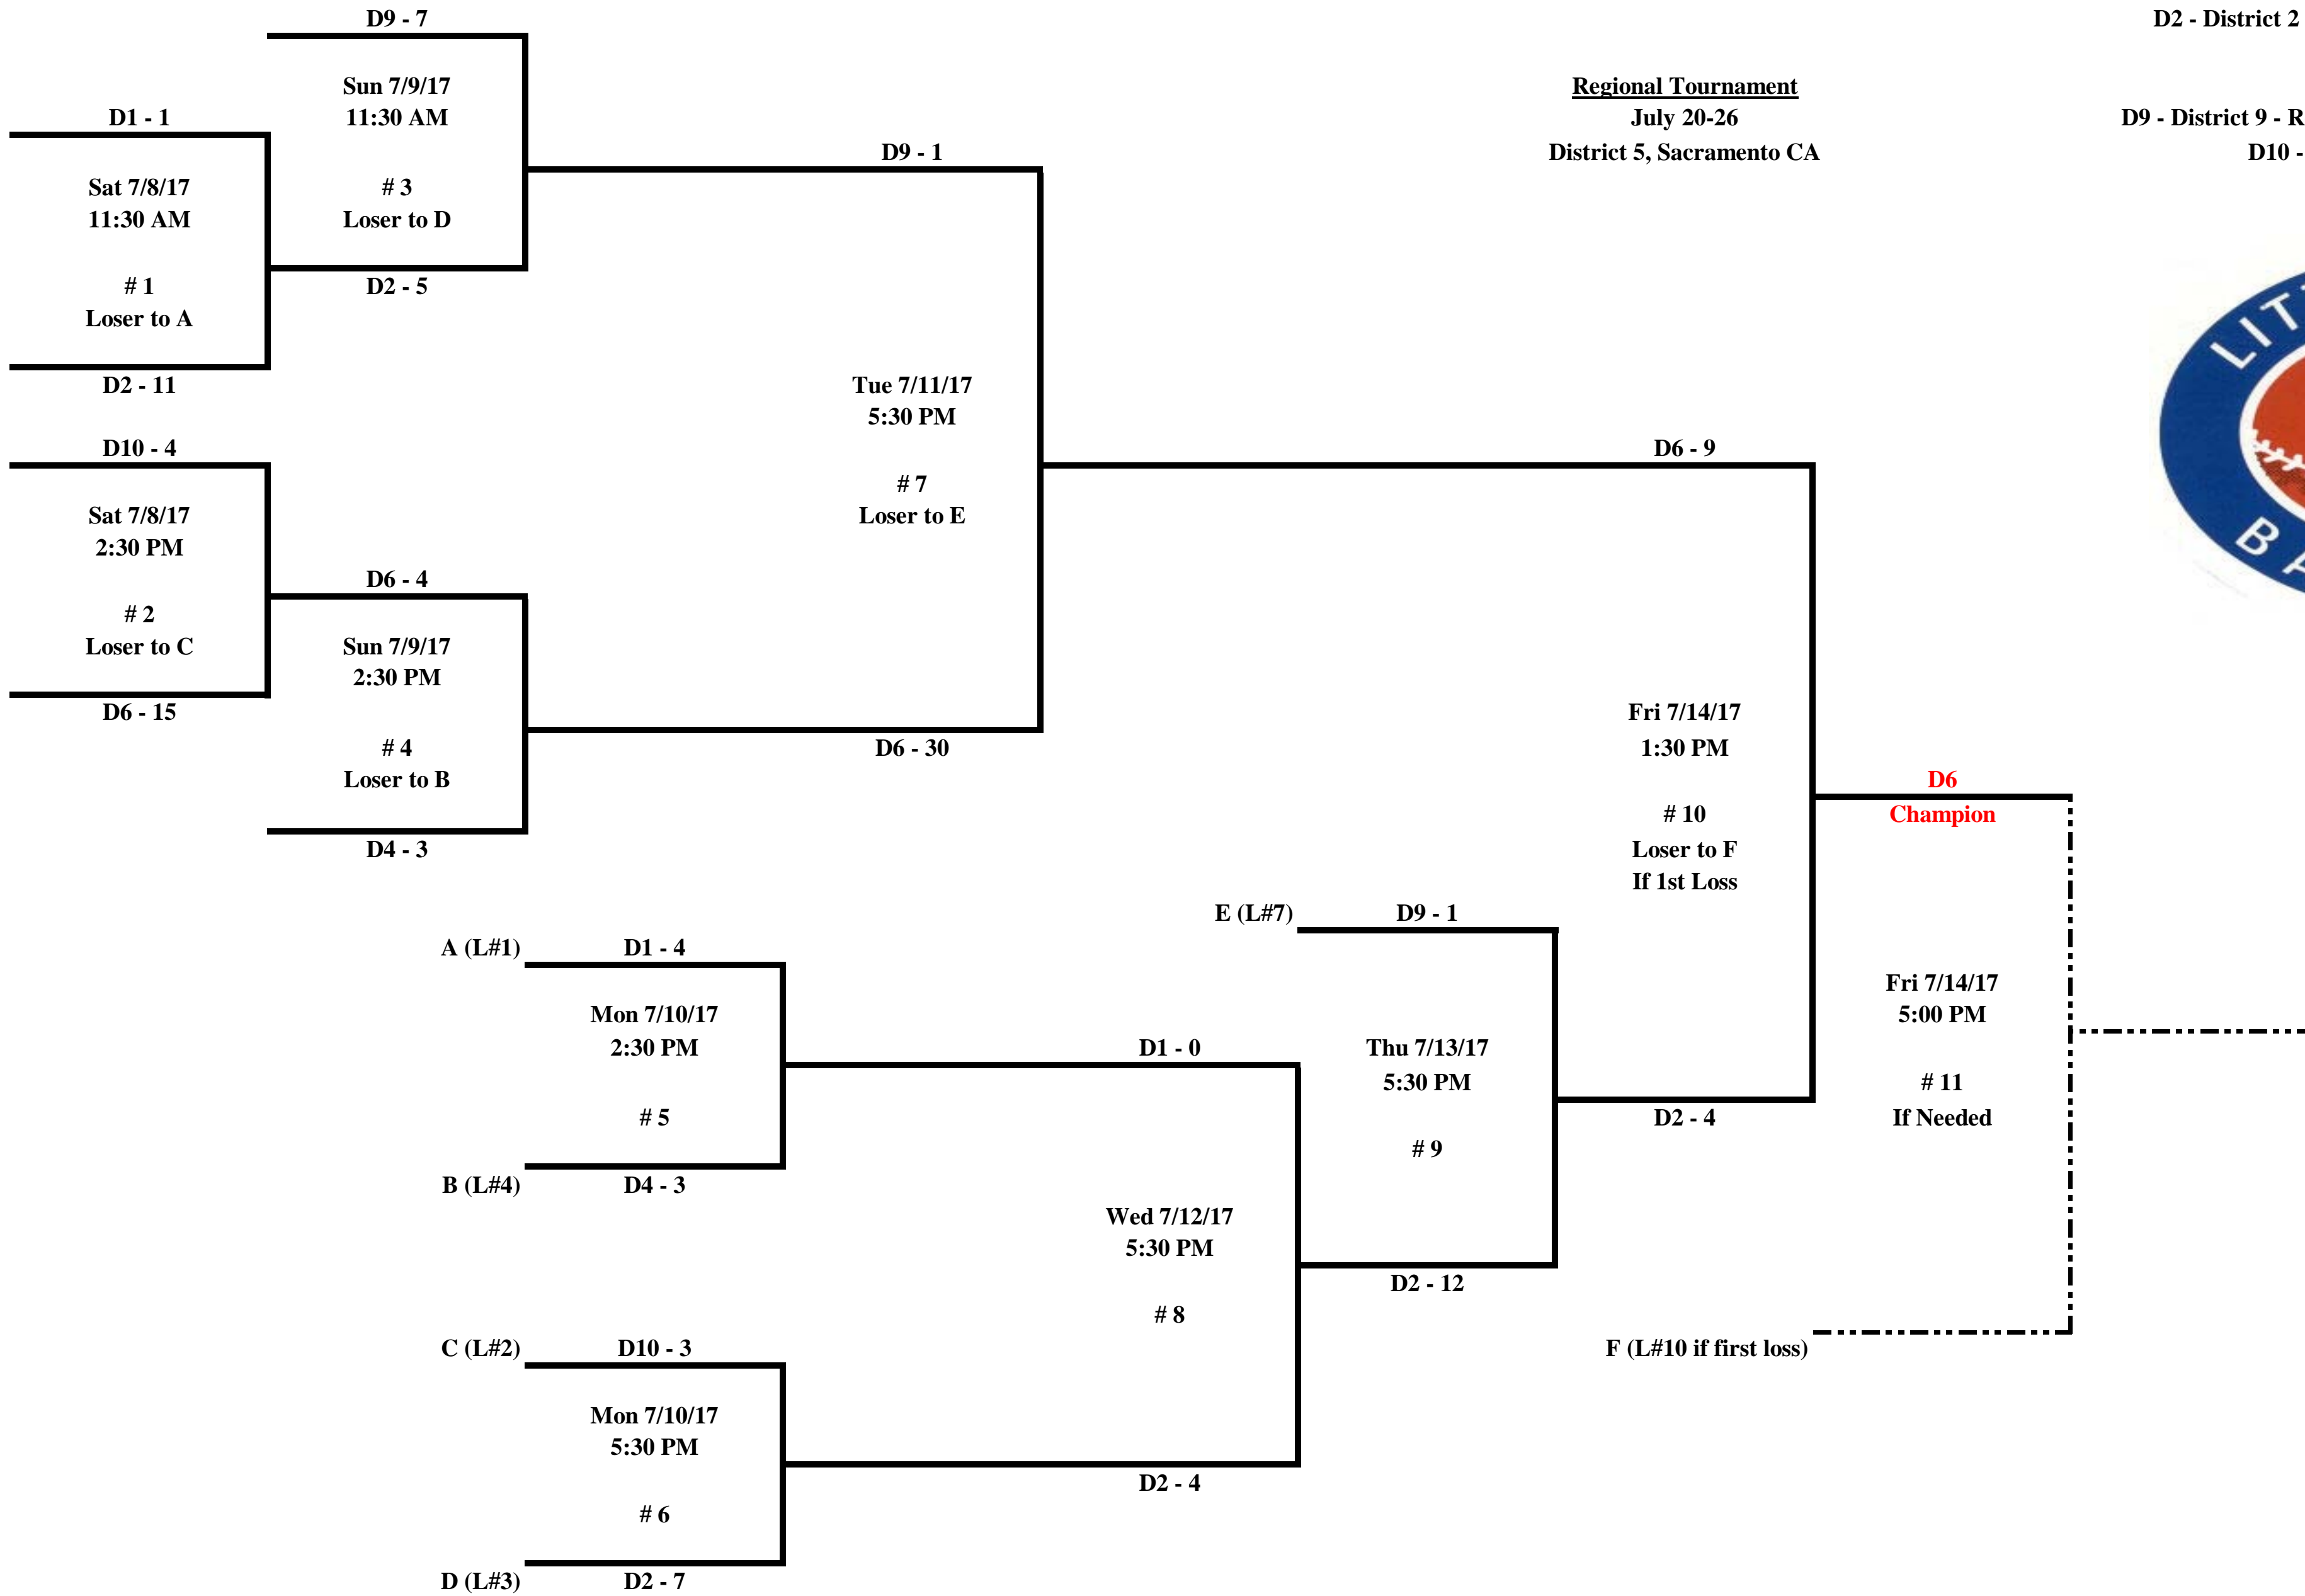 D9 - 7
D2 - District 2
Sun 7/9/17
11:30 AM
Regional Tournament
July 20-26
District 5, Sacramento CA
D9 - District 9 - R
D10 -
D1 - 1
Sat 7/8/17
11:30 AM
# 1
Loser to A
D2 - 11
# 3
Loser to D
D2 - 5
D9 - 1
D10 - 4
Sat 7/8/17
2:30 PM
# 2
Loser to C
D6 - 15
D6 - 4
Sun 7/9/17
2:30 PM
# 4
Loser to B
D4 - 3
Tue 7/11/17
5:30 PM
# 7
Loser to E
D6 - 30
D6 - 9
Fri 7/14/17
1:30 PM
# 10
Loser to F
If 1st Loss
D6
Champion
LIT
BA
A (L#1)
D1 - 4
Mon 7/10/17
2:30 PM
# 5
B (L#4)
D4 - 3
D1 - 0
E (L#7)
D9 - 1
Thu 7/13/17
5:30 PM
# 9
D2 - 12
D2 - 4
Fri 7/14/17
5:00 PM
# 11
If Needed
Wed 7/12/17
5:30 PM
# 8
F (L#10 if first loss)
C (L#2)
D10 - 3
Mon 7/10/17
5:30 PM
# 6
D (L#3)
D2 - 7
D2 - 4